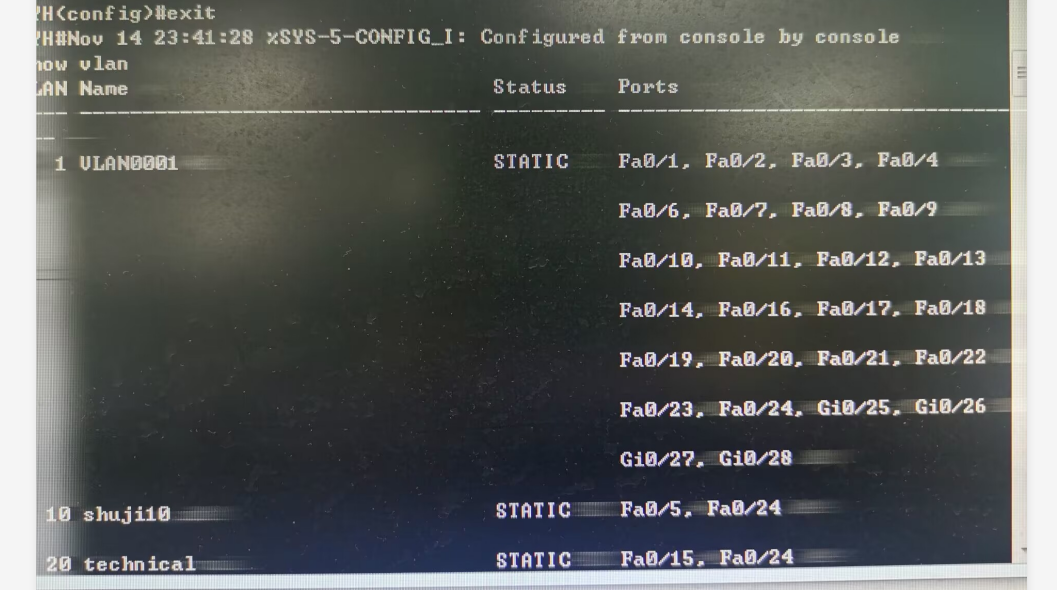 H(config)#exit
H#Nov 14 23:41:28 %SYS-5-CONFIG_I: Configured from console by console
how vlan
LAN Name Status Ports
1 VLAN0001 STATIC Fa0/1, Fa0/2, Fa0/3, Fa0/4
Fa0/6, Fa0/7, Fa0/8, Fa0/9
Fa0/10, Fa0/11, Fa0/12, Fa0/13
Fa0/14, Fa0/16, Fa0/17, Fa0/18
Fa0/19, Fa0/20, Fa0/21, Fa0/22
Fa0/23, Fa0/24, Gi0/25, Gi0/26
Gi0/27, Gi0/28
10 shuji10 STATIC Fa0/5, Fa0/24
20 technical STATIC Fa0/15, Fa0/24